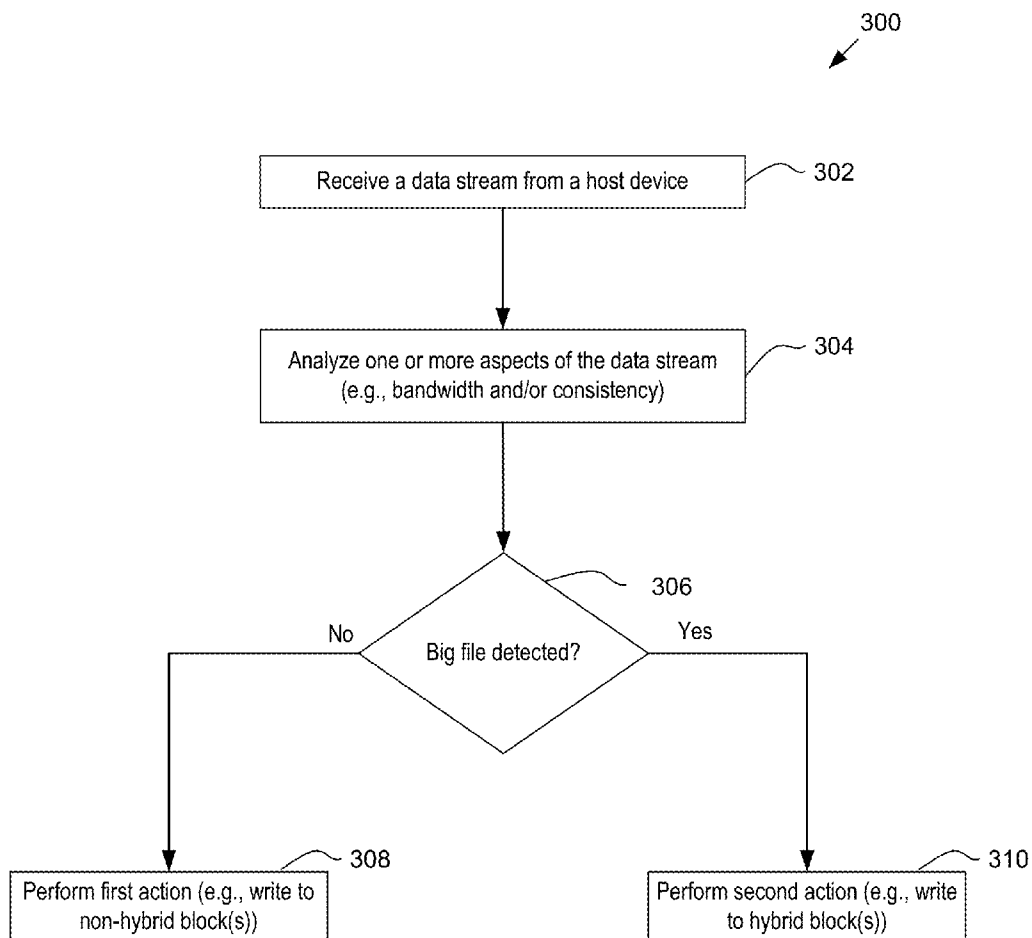 300
Receive a data stream from a host device
302
Analyze one or more aspects of the data stream
(e.g., bandwidth and/or consistency)
304
306
No
Big file detected?
Yes
308
Perform first action (e.g., write to
non-hybrid block(s))
310
Perform second action (e.g., write
to hybrid block(s))